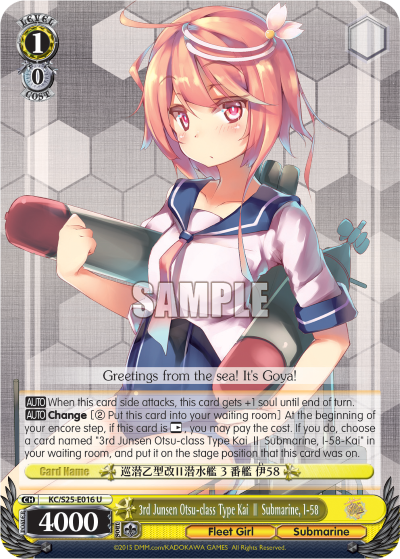 LEVEL
1
0
COST
SAMPLE
Greetings from the sea! It's Goya!
AUTO When this card side attacks, this card gets +1 soul until end of turn.
AUTO Change [② Put this card into your waiting room] At the beginning of
your encore step, if this card is , you may pay the cost. If you do, choose
a card named "3rd Junsen Otsu-class Type Kai Ⅱ Submarine, I-58-Kai" in
your waiting room, and put it on the stage position that this card was on.
Card Name 巡潜乙型改II潜水艦 3 番艦 伊58
CH KC/S25-E016 U
3rd Junsen Otsu-class Type Kai Ⅱ Submarine, I-58
POWER
4000
SOUL
Fleet Girl
Submarine
©2015 DMM.com/KADOKAWA GAMES All Rights Reserved.